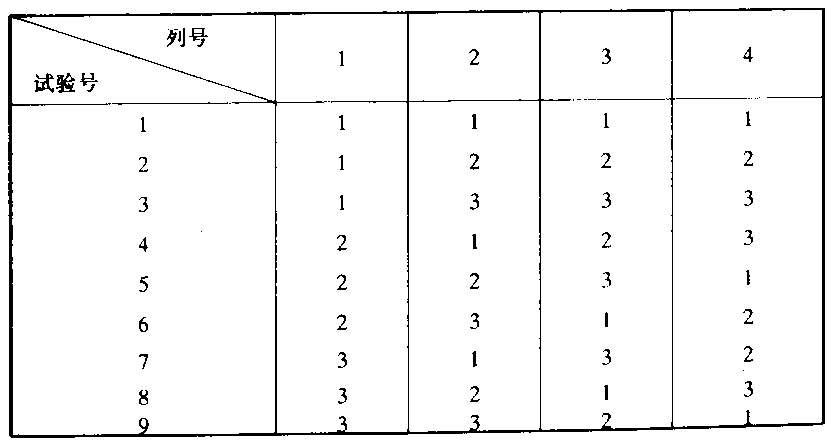 列号
1 2 3 4
试验号
1 1 1 1 1
2 1 2 2 2
3 1 3 3 3
4 2 1 2 3
5 2 2 3 1
6 2 3 1 2
7 3 1 3 2
8 3 2 1 3
9 3 3 2 1